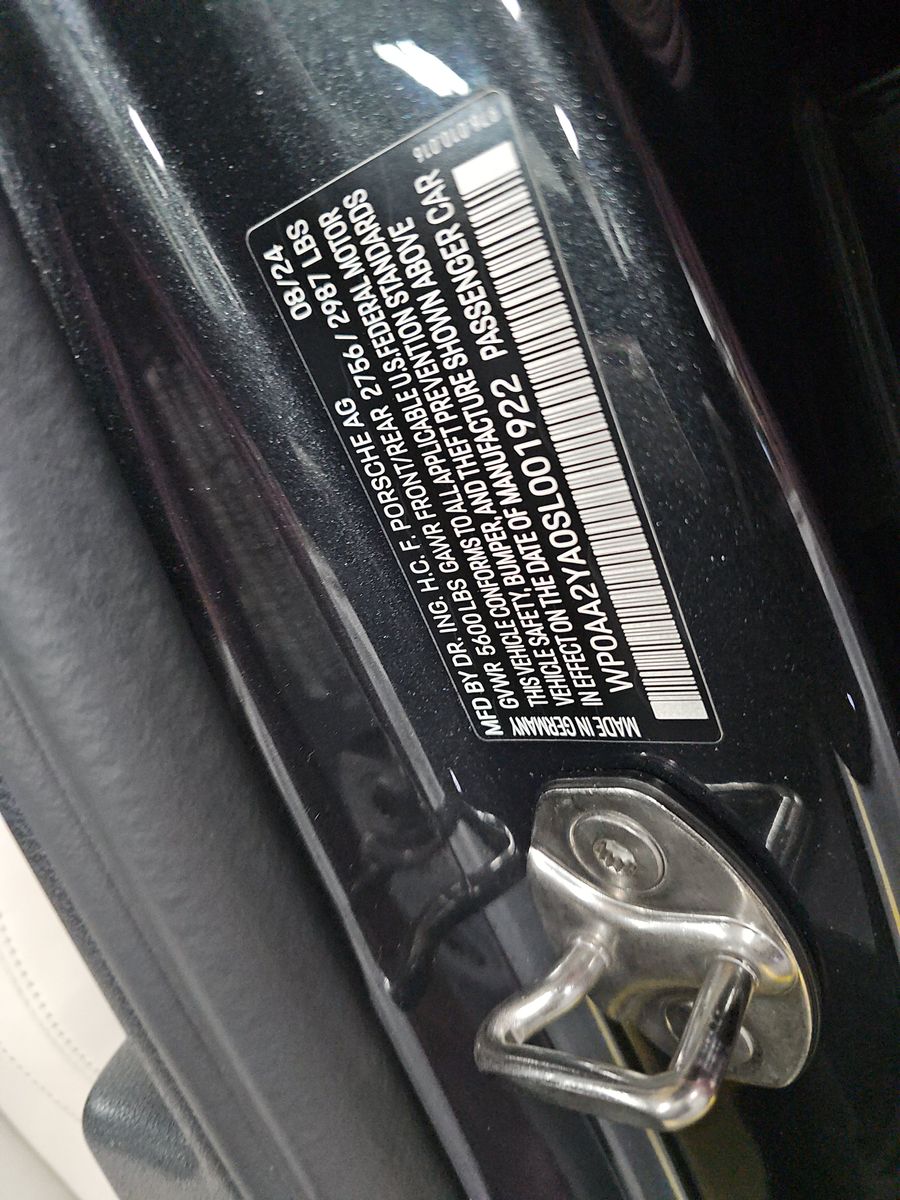 MFD BY DR. ING. H.C. F. PORSCHE AG 08/24
GVWR 5600 LBS GAWR FRONT/REAR 2756 / 2987 LBS
THIS VEHICLE CONFORMS TO ALL APPLICABLE U.S.FEDERAL MOTOR
VEHICLE SAFETY, BUMPER, AND THEFT PREVENTION STANDARDS
IN EFFECT ON THE DATE OF MANUFACTURE SHOWN ABOVE
WP0AA2YA0SL001922 PASSENGER CAR
MADE IN GERMANY